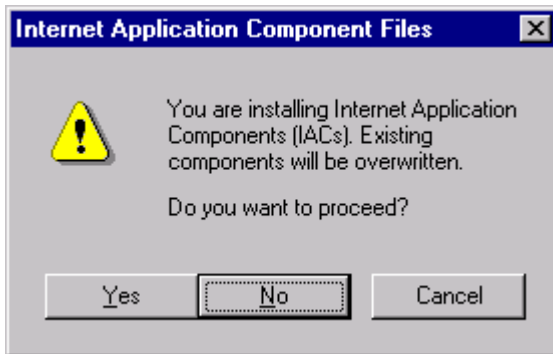 Internet Application Component Files
You are installing Internet Application
Components (IACs). Existing
components will be overwritten.
Do you want to proceed?
Yes
No
Cancel